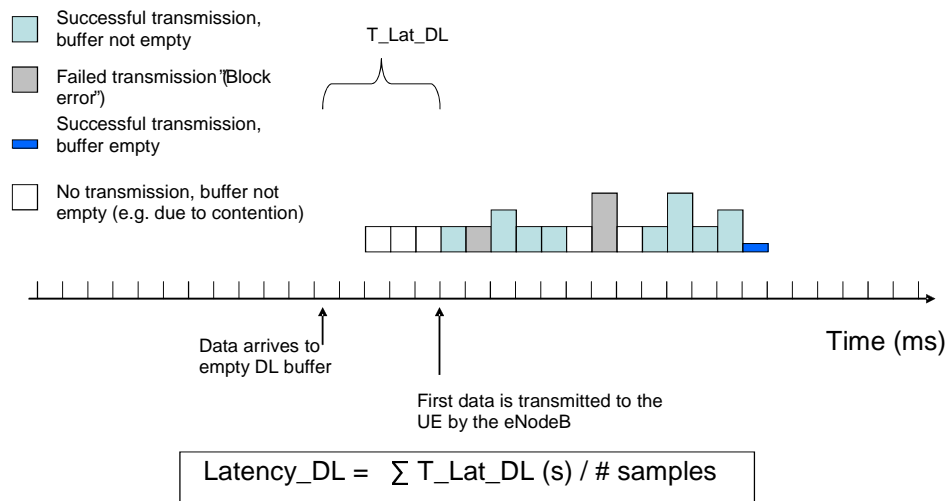 Successful transmission,
buffer not empty
Failed transmission ”(Block
error”)
Successful transmission,
buffer empty
No transmission, buffer not
empty (e.g. due to contention)
T_Lat_DL
Data arrives to
empty DL buffer
First data is transmitted to the
UE by the eNodeB
Time (ms)
Latency_DL = ∑ T_Lat_DL (s) / # samples